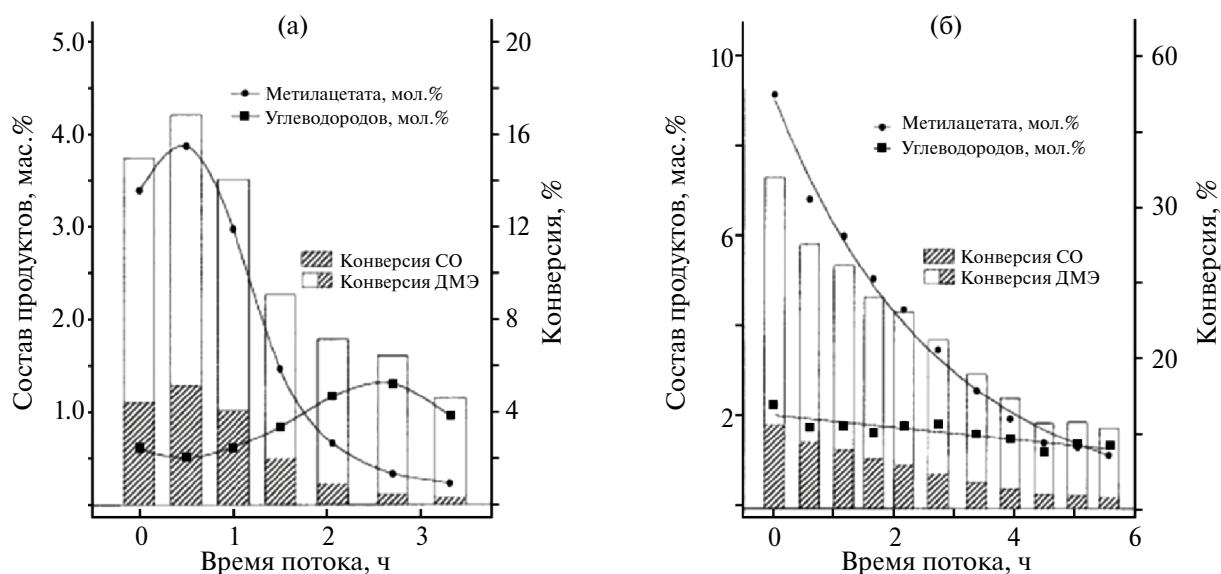 (а)
Состав продуктов, мас.%
5.0
4.0
3.0
2.0
1.0
20
16
12
8
4
0
Конверсия, %
Метилацетата, мол.%
Углеводородов, мол.%
Конверсия СО
Конверсия ДМЭ
0
1
2
3
Время потока, ч
(б)
Состав продуктов, мас.%
10
6
2
60
30
20
Конверсия, %
Метилацетата, мол.%
Углеводородов, мол.%
Конверсия СО
Конверсия ДМЭ
0
2
4
6
Время потока, ч